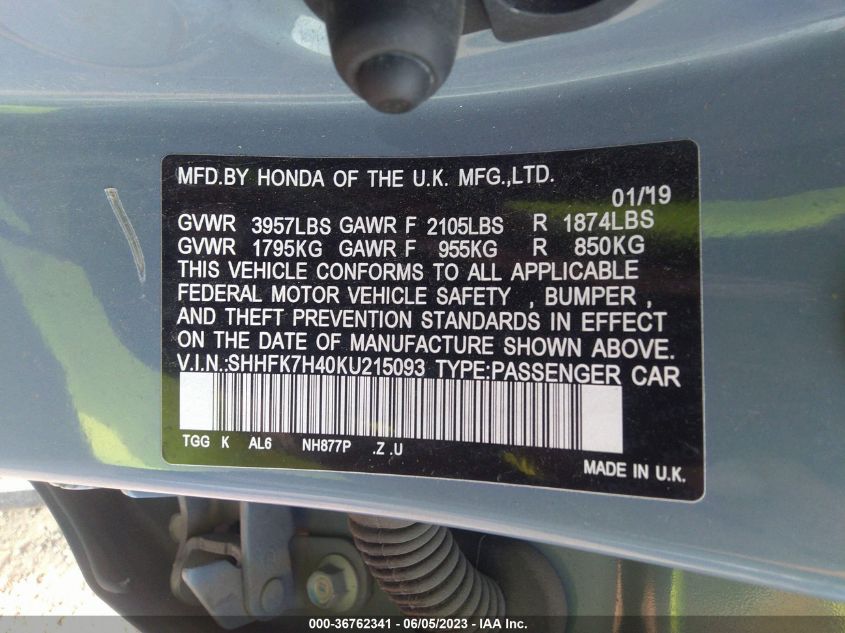 MFD.BY HONDA OF THE U.K. MFG.,LTD.
01/19
GVWR 3957LBS GAWR F 2105LBS R 1874LBS
GVWR 1795KG GAWR F 955KG R 850KG
THIS VEHICLE CONFORMS TO ALL APPLICABLE
FEDERAL MOTOR VEHICLE SAFETY , BUMPER ,
AND THEFT PREVENTION STANDARDS IN EFFECT
ON THE DATE OF MANUFACTURE SHOWN ABOVE.
V.I.N.:SHHFK7H40KU215093 TYPE:PASSENGER CAR
TGG K AL6 NH877P .Z .U
MADE IN U.K.
000-36762341 - 06/05/2023 - IAA Inc.